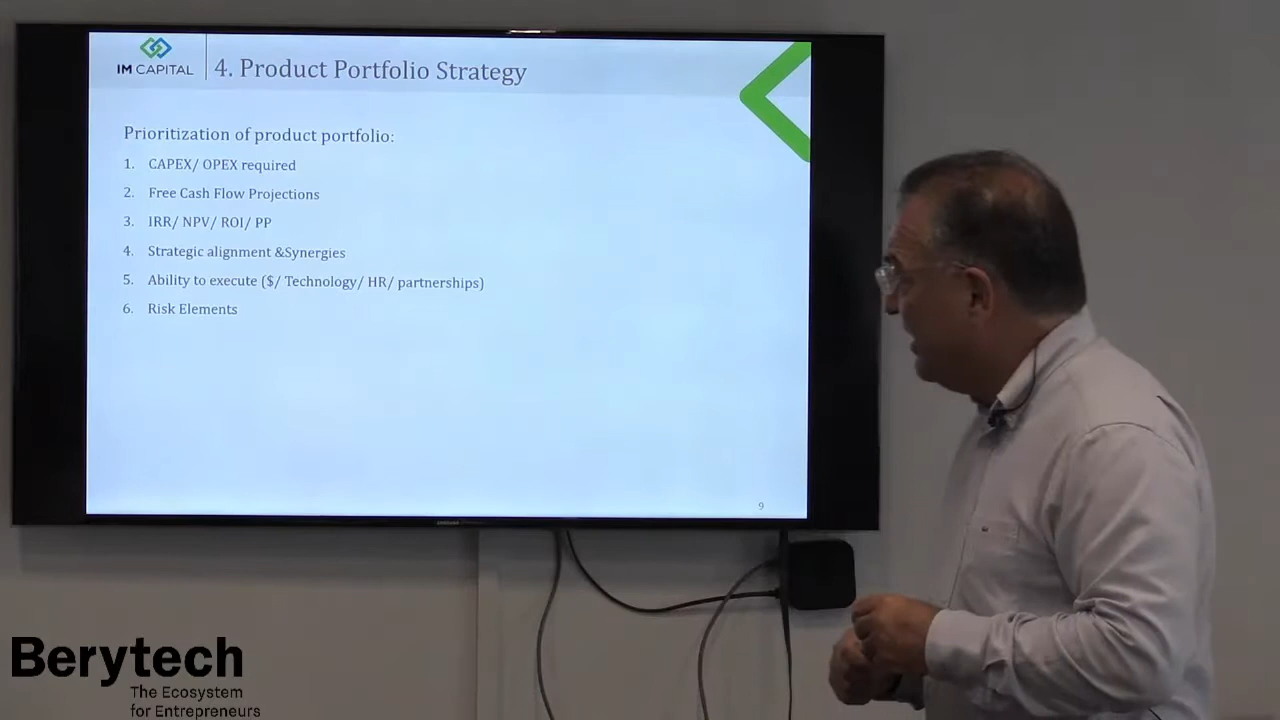 IM CAPITAL
4. Product Portfolio Strategy
Prioritization of product portfolio:
1. CAPEX/ OPEX required
2. Free Cash Flow Projections
3. IRR/ NPV/ ROI/ PP
4. Strategic alignment &Synergies
5. Ability to execute ($/ Technology/ HR/ partnerships)
6. Risk Elements
9
SAMSUNG
Berytech
The Ecosystem
for Entrepreneurs